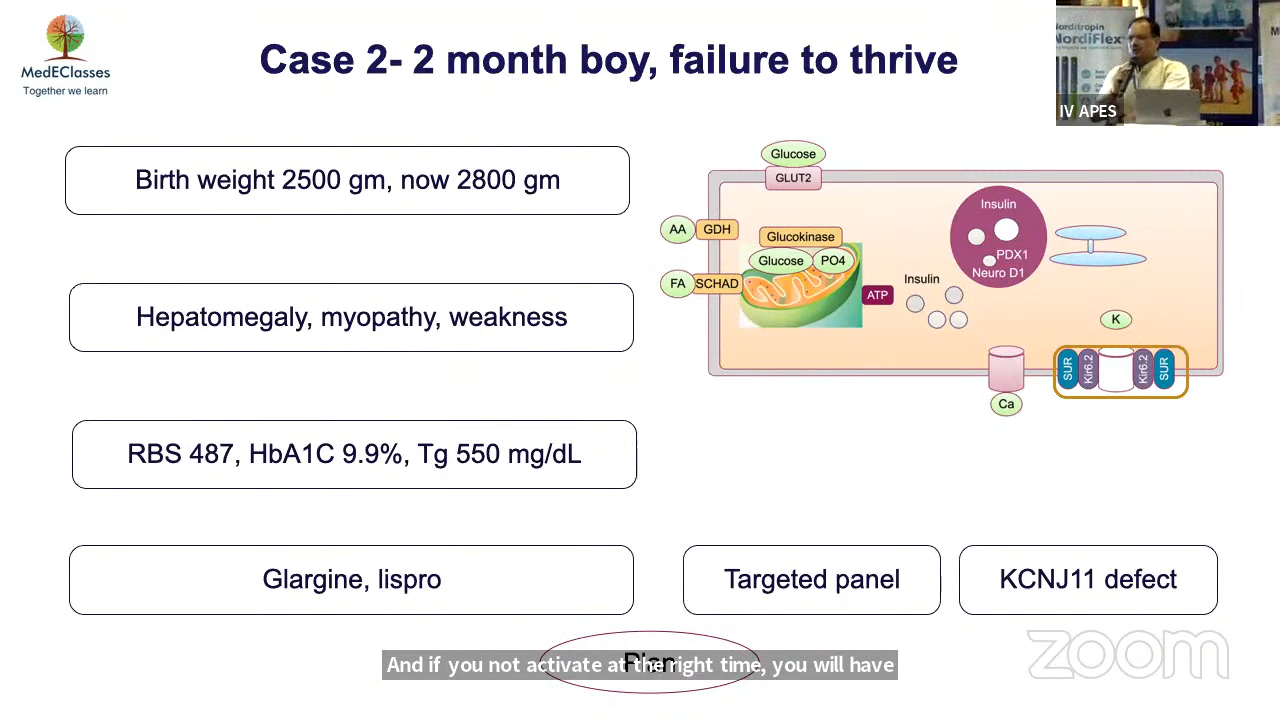 MedEClasses
Together we learn
Case 2- 2 month boy, failure to thrive
Norditropin
NordiFlex
IV APES
Birth weight 2500 gm, now 2800 gm
Hepatomegaly, myopathy, weakness
RBS 487, HbA1C 9.9%, Tg 550 mg/dL
Glargine, lispro
Glucose
GLUT2
AA
GDH
Glucokinase
Glucose
PO4
FA
SCHAD
ATP
Insulin
Insulin
PDX1
Neuro D1
K
SUR
Kir6.2
Kir6.2
SUR
Ca
Targeted panel
KCNJ11 defect
And if you not activate at the right time, you will have
zoom